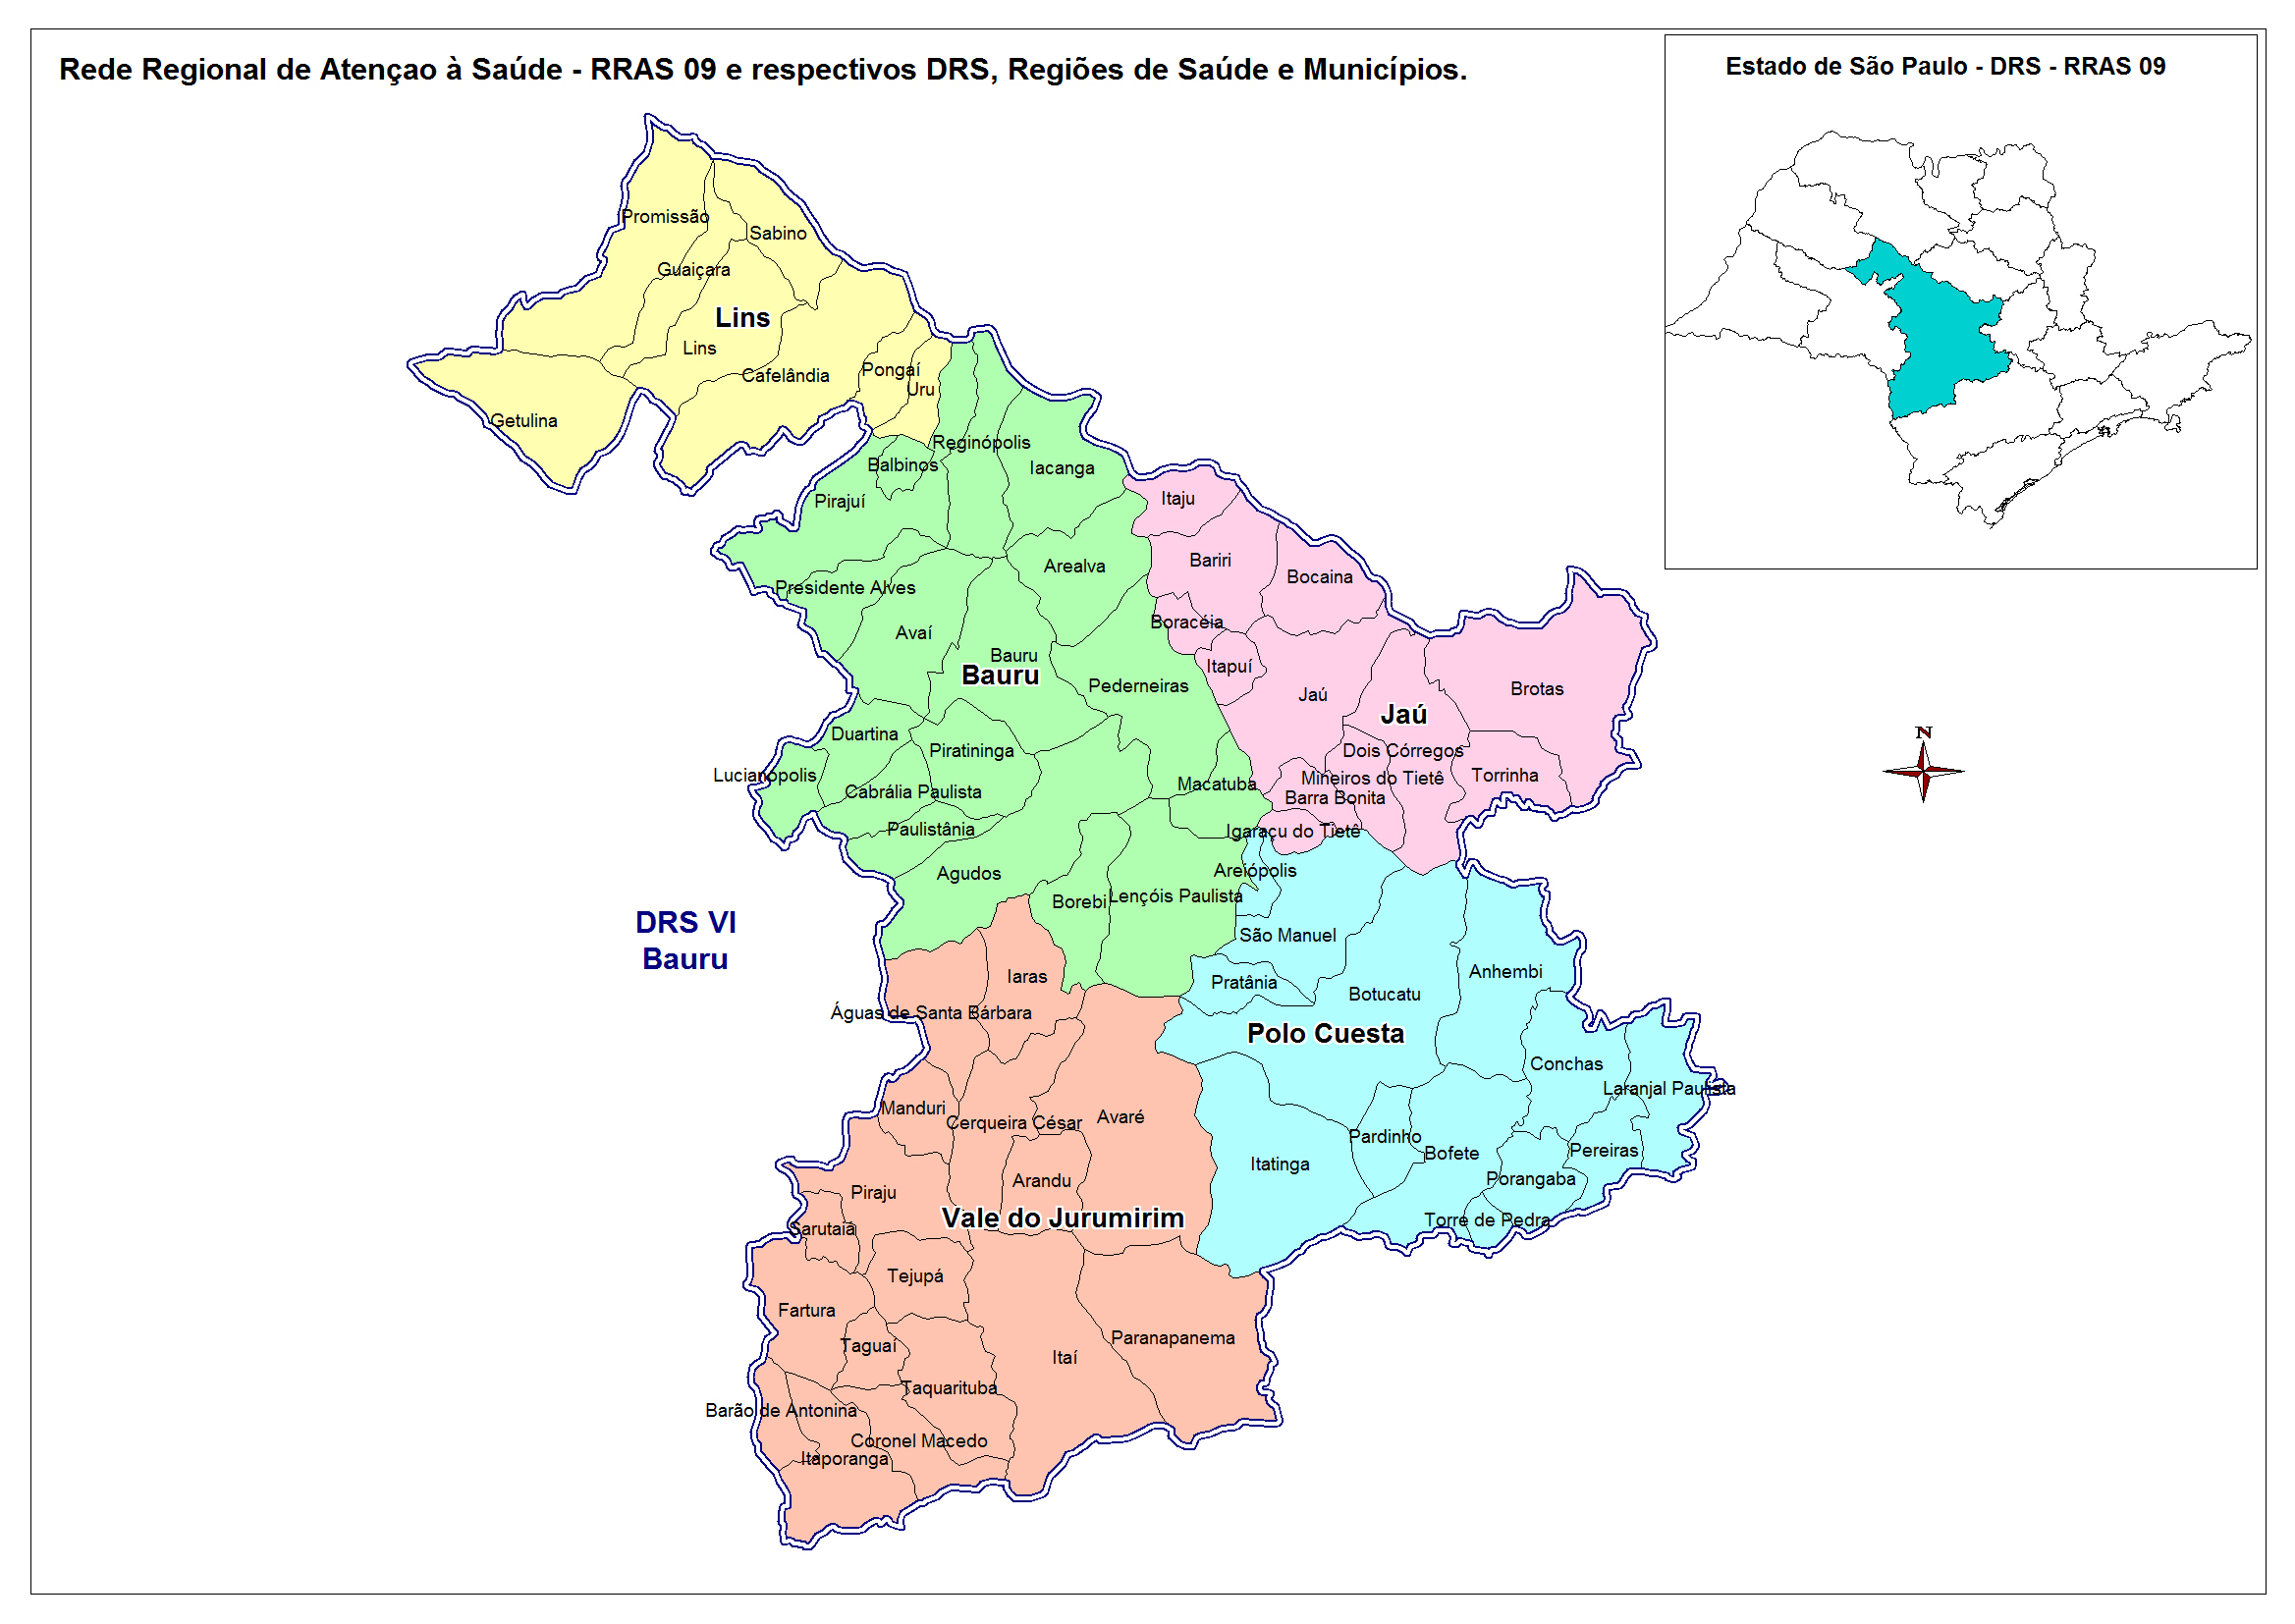 Rede Regional de Atençao à Saúde - RRAS 09 e respectivos DRS, Regiões de Saúde e Municípios.
Estado de São Paulo - DRS - RRAS 09
Promissão
Sabino
Guaiçara
Lins
Lins
Cafelândia
Pongaí
Uru
Getulina
Reginópolis
Balbinos
Iacanga
Pirajuí
Itaju
Bariri
Arealva
Bocaina
Presidente Alves
Boracéia
Avaí
Bauru
Bauru
Itapuí
Pederneiras
Jaú
Brotas
Jaú
N
Duartina
Piratininga
Dois Córregos
Lucianópolis
Macatuba
Mineiros do Tietê
Torrinha
Cabrália Paulista
Barra Bonita
Paulistânia
Igaraçu do Tietê
Agudos
Areiópolis
Borebi
Lençóis Paulista
DRS VI
Bauru
São Manuel
Iaras
Pratânia
Botucatu
Anhembi
Águas de Santa Bárbara
Polo Cuesta
Conchas
Laranjal Paulista
Manduri
Cerqueira César
Avaré
Pardinho
Bofete
Pereiras
Itatinga
Arandu
Porangaba
Piraju
Vale do Jurumirim
Torre de Pedra
Sarutaiá
Tejupá
Fartura
Paranapanema
Taguaí
Itaí
Taquarituba
Barão de Antonina
Coronel Macedo
Itaporanga